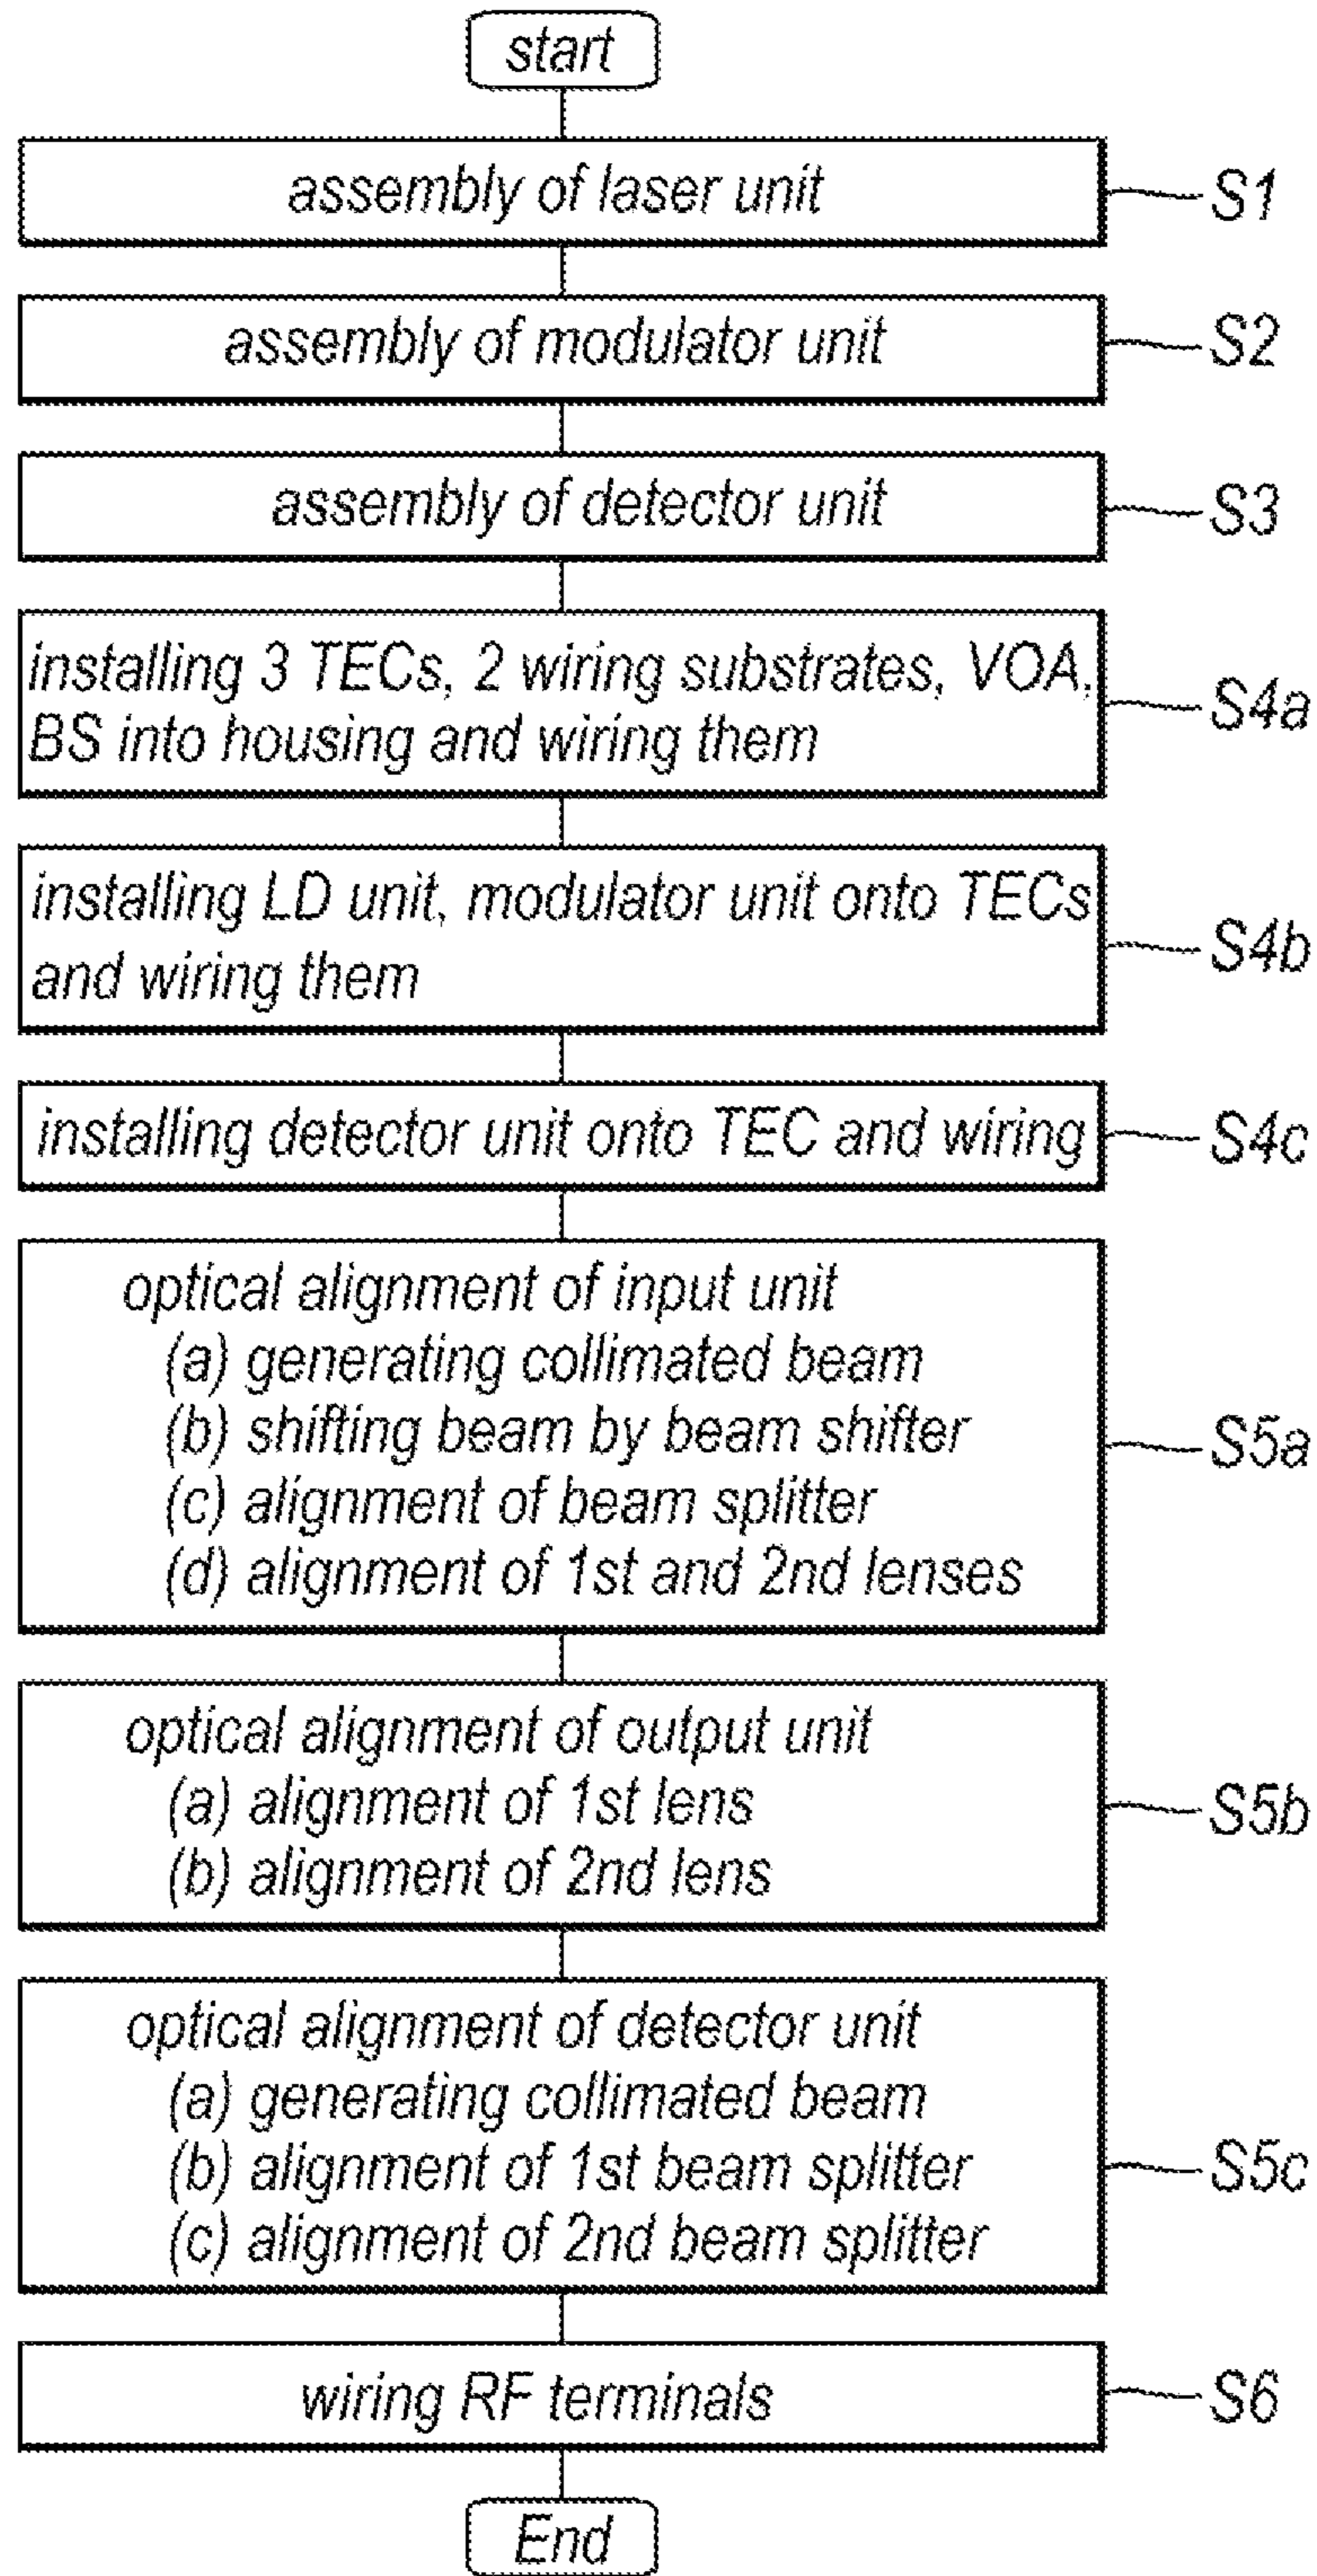 start
assembly of laser unit
S1
assembly of modulator unit
S2
assembly of detector unit
S3
installing 3 TECs, 2 wiring substrates, VOA,
BS into housing and wiring them
S4a
installing LD unit, modulator unit onto TECs
and wiring them
S4b
installing detector unit onto TEC and wiring
S4c
optical alignment of input unit
(a) generating collimated beam
(b) shifting beam by beam shifter
(c) alignment of beam splitter
(d) alignment of 1st and 2nd lenses
S5a
optical alignment of output unit
(a) alignment of 1st lens
(b) alignment of 2nd lens
S5b
optical alignment of detector unit
(a) generating collimated beam
(b) alignment of 1st beam splitter
(c) alignment of 2nd beam splitter
S5c
wiring RF terminals
S6
End